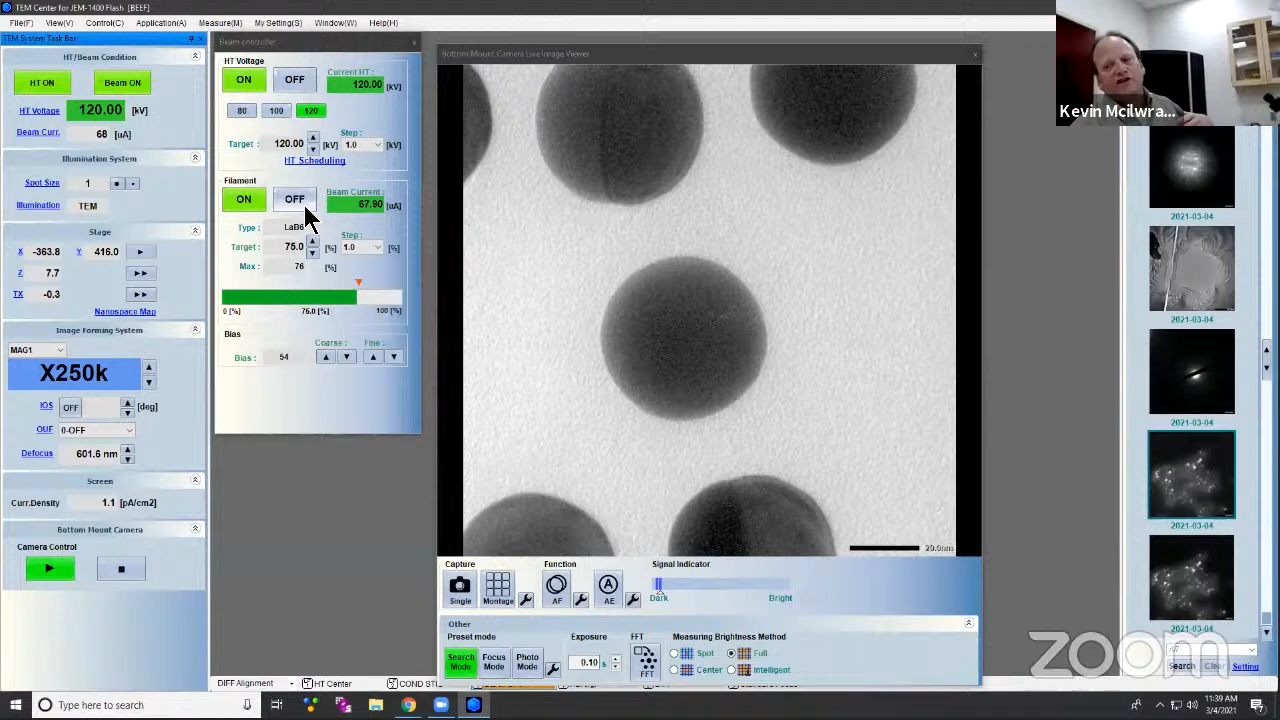 TEM Center for JEM-1400 Flash [BEEF]
File(F) View(V) Window(W) Control(C) Application(A) Measure(M) My Setting(S) Help(H)
TEM System Task Bar
HT/Beam Condition
HT ON Beam ON
HT Voltage 120.00 [kV]
Beam Curr. 68 [uA]
Illumination System
Spot Size 1
Illumination TEM
Stage
X -363.8 Y 416.0
Z 7.7
TX -0.3
Nanospace Map
Image Forming System
MAG1
X250k
IOS OFF [deg]
OUF 0-OFF
Defocus 601.6 nm
Screen
Curr.Density 1.1 [pA/cm2]
Bottom Mount Camera
Camera Control
Beam controller
HT Voltage
ON OFF Current HT :
120.00 [kV]
80 100 120
Target : 120.00 [kV] Step : 1.0 [kV]
HT Scheduling
Filament
ON OFF Beam Current :
67.90 [uA]
Type : LaB6
Target : 75.0 [%] Step : 1.0 [%]
Max : 76 [%]
0 [%] 75.0 [%] 100 [%]
Bias
Coarse : Fine :
Bias : 54
Bottom Mount Camera Live Image Viewer
20.0nm
Capture Function Signal Indicator
Single Montage AF AE
Dark Bright
Other
Preset mode Exposure FFT Measuring Brightness Method
Search Mode Focus Mode Photo Mode 0.10 s FFT
Spot Full
Center Intelligent
Kevin Mcilwra...
2021-03-04
2021-03-04
2021-03-04
2021-03-04
2021-03-04
Search Clear Setting
zoom
DIFF Alignment HT Center
Type here to search
11:39 AM
3/4/2021